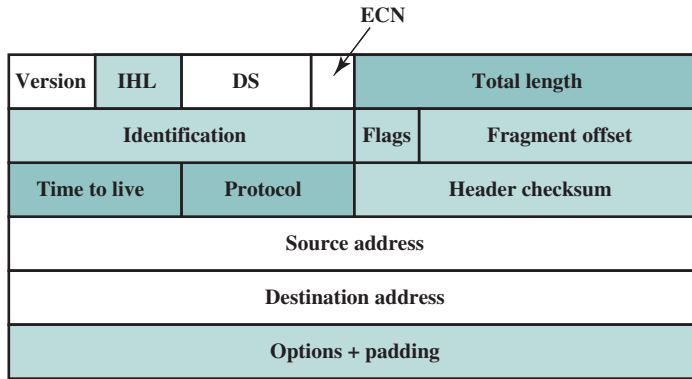 ECN
Version IHL DS Total length
Identification Flags Fragment offset
Time to live Protocol Header checksum
Source address
Destination address
Options + padding